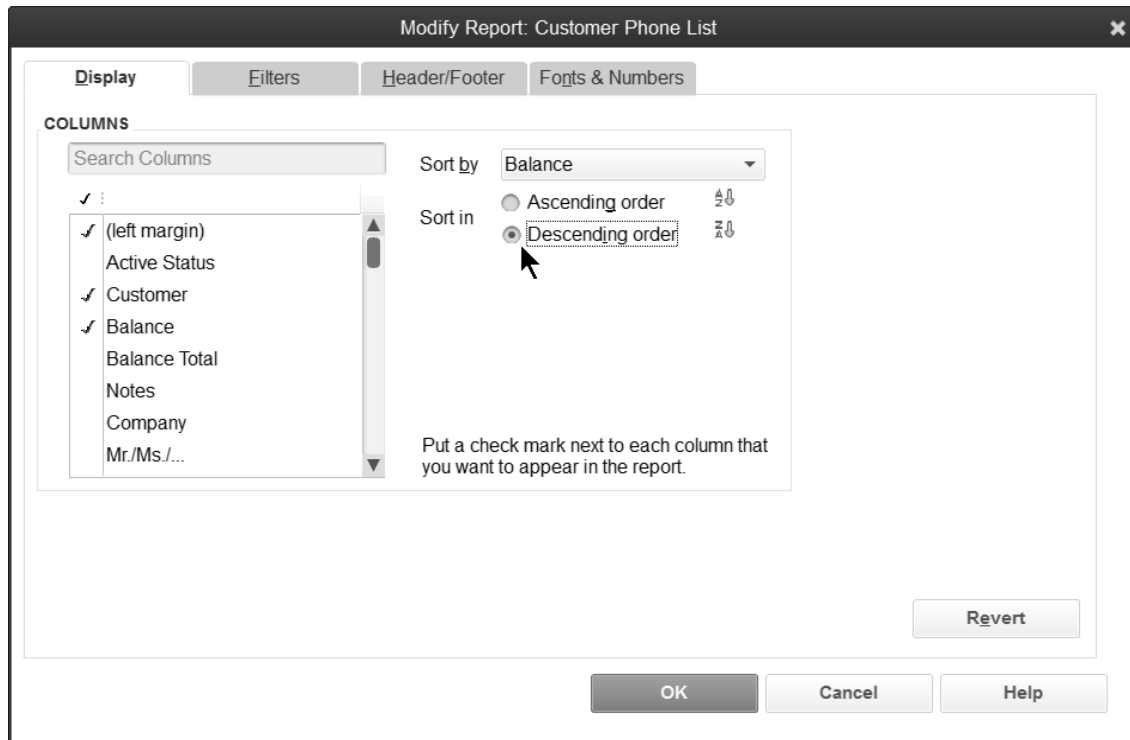 Modify Report: Customer Phone List
Display Filters Header/Footer Fonts & Numbers
COLUMNS
Search Columns
Sort by Balance
Sort in
Ascending order
Descending order
(left margin)
Active Status
Customer
Balance
Balance Total
Notes
Company
Mr./Ms./...
Put a check mark next to each column that
you want to appear in the report.
Revert
OK Cancel Help